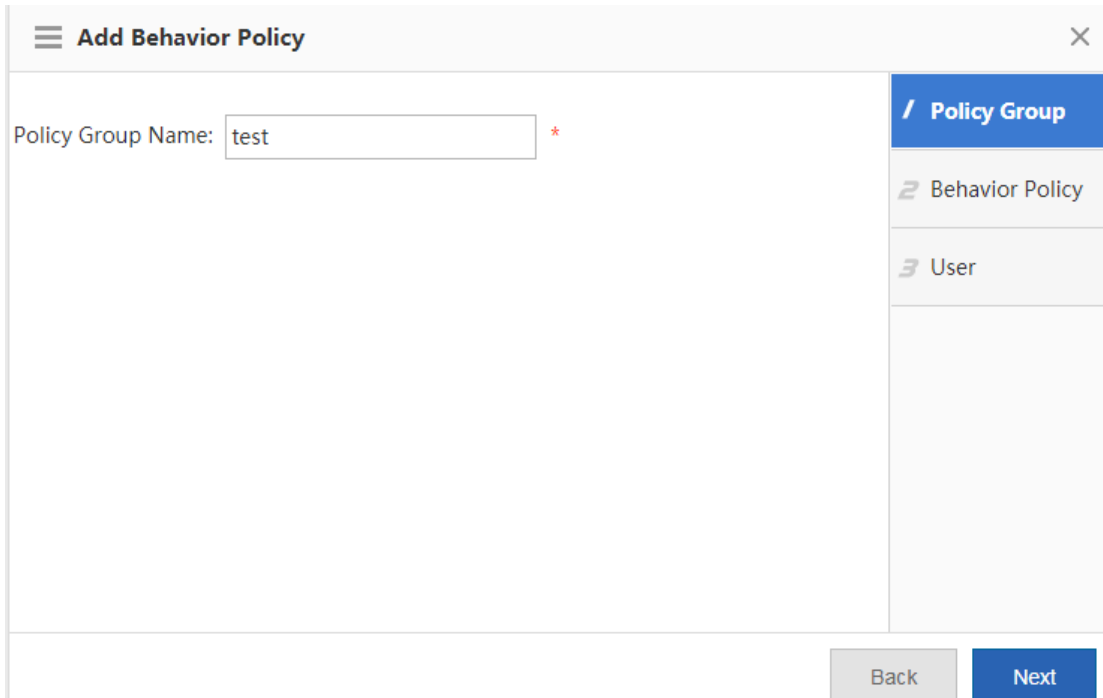 Add Behavior Policy
Policy Group Name: test *
1 Policy Group
2 Behavior Policy
3 User
Back Next